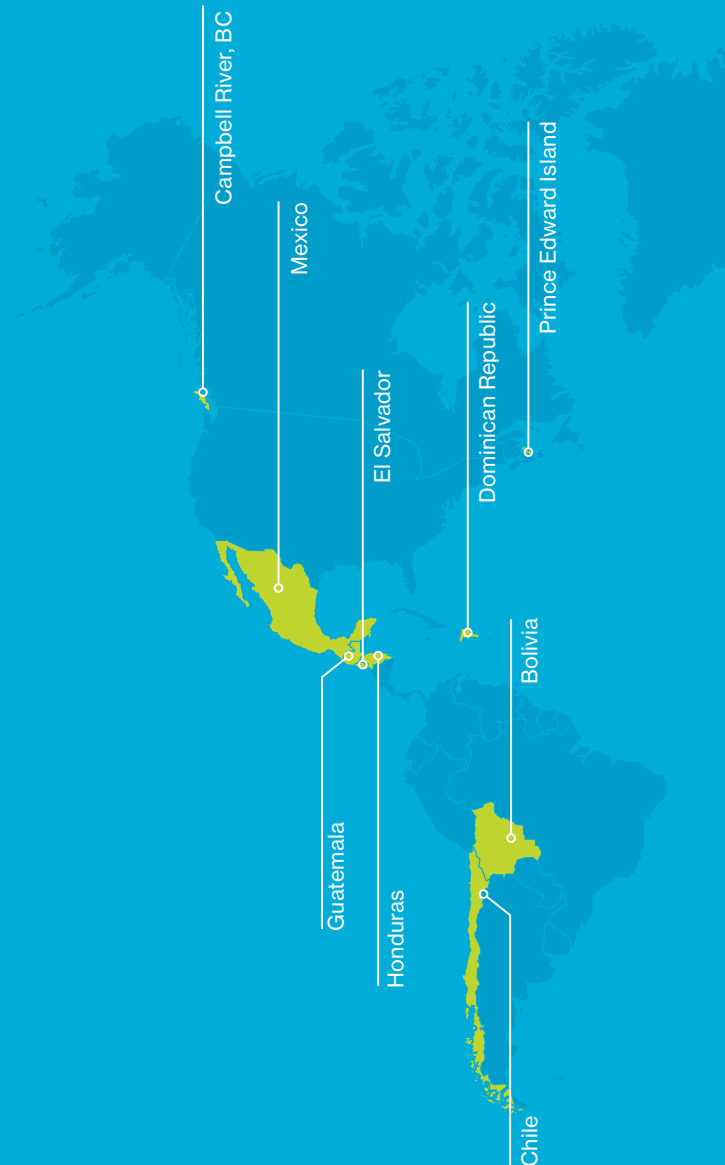 Campbell River, BC
Mexico
Prince Edward Island
Dominican Republic
El Salvador
Bolivia
Guatemala
Honduras
Chile